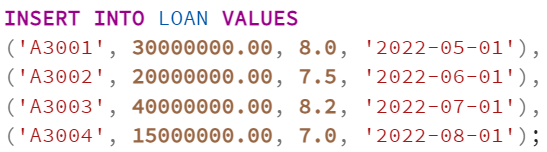 INSERT INTO LOAN VALUES
('A3001', 30000000.00, 8.0, '2022-05-01'),
('A3002', 20000000.00, 7.5, '2022-06-01'),
('A3003', 40000000.00, 8.2, '2022-07-01'),
('A3004', 15000000.00, 7.0, '2022-08-01');